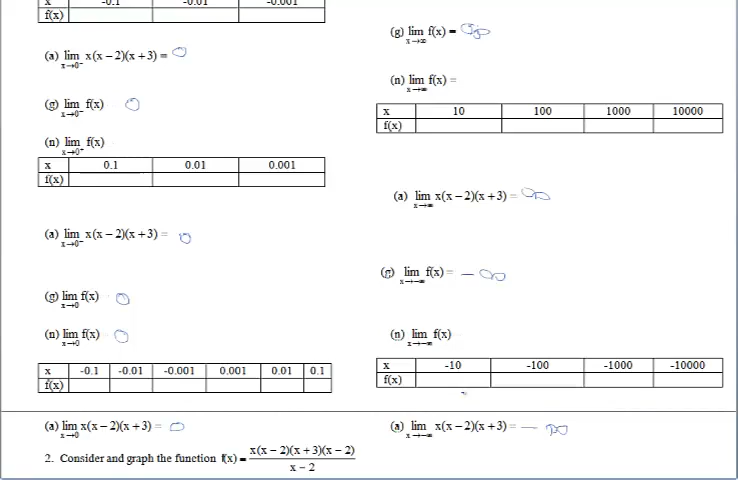 x -0.1 -0.01 -0.001
f(x)
(a) lim x(x – 2)(x + 3) = 0
x→0⁻
(g) lim f(x) 0
x→0⁻
(n) lim f(x)
x→0⁻
x 0.1 0.01 0.001
f(x)
(a) lim x(x – 2)(x + 3) = 0
x→0⁻
(g) lim f(x) 0
x→0
(n) lim f(x) 0
x→0
x -0.1 -0.01 -0.001 0.001 0.01 0.1
f(x)
(a) lim x(x – 2)(x + 3) = 0
x→0
2. Consider and graph the function f(x) = x(x – 2)(x + 3)(x – 2)
x – 2
(g) lim f(x) = ∞
x→∞
(n) lim f(x) =
x→∞
x 10 100 1000 10000
f(x)
(a) lim x(x – 2)(x + 3) = ∞
x→∞
(g) lim f(x) = – ∞
x→-∞
(n) lim f(x)
x→-∞
x -10 -100 -1000 -10000
f(x)
(a) lim x(x – 2)(x + 3) = – ∞
x→-∞